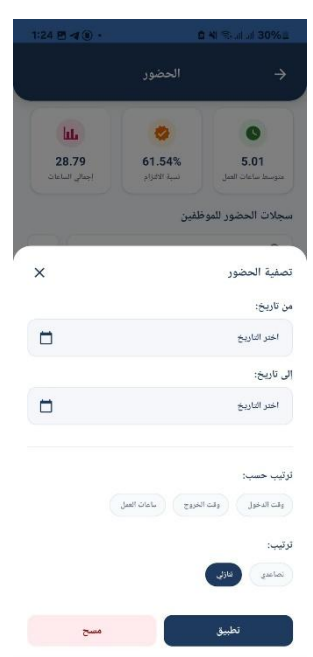 1:24
30%
الحضور
5.01
61.54%
28.79
متوسط ساعات العمل
نسبة الالتزام
إجمالي الساعات
سجلات الحضور للموظفين
تصفية الحضور
من تاريخ:
اختر التاريخ
إلى تاريخ:
اختر التاريخ
ترتيب حسب:
وقت الدخول
وقت الخروج
ساعات العمل
ترتيب:
تصاعدي
تنازلي
تطبيق
مسح